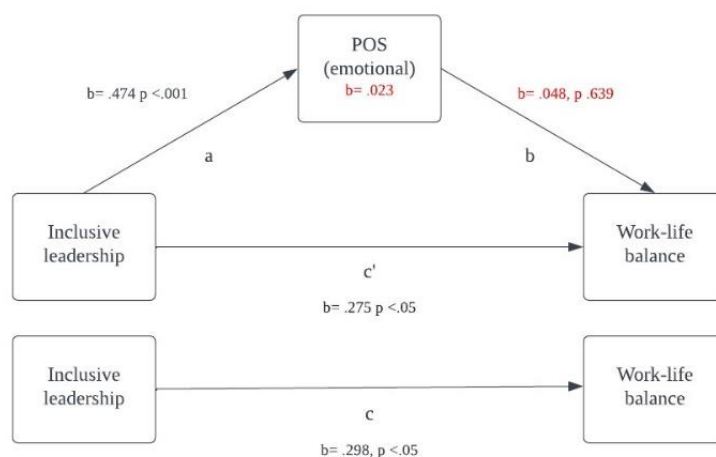 POS
(emotional)
b= .023
b= .474 p <.001
b= .048, p .639
a
b
Inclusive
leadership
Work-life
balance
c'
b= .275 p <.05
Inclusive
leadership
Work-life
balance
c
b= .298, p <.05